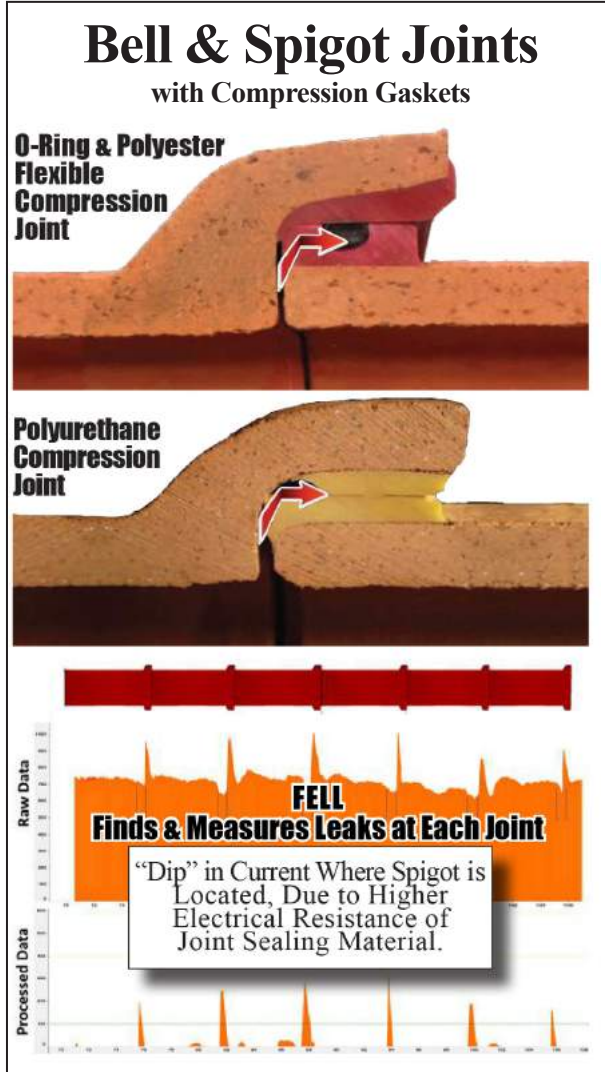 Bell & Spigot Joints
with Compression Gaskets
O-Ring & Polyester
Flexible
Compression
Joint
Polyurethane
Compression
Joint
Raw Data
FELL
Finds & Measures Leaks at Each Joint
“Dip” in Current Where Spigot is
Located, Due to Higher
Electrical Resistance of
Joint Sealing Material.
Processed Data